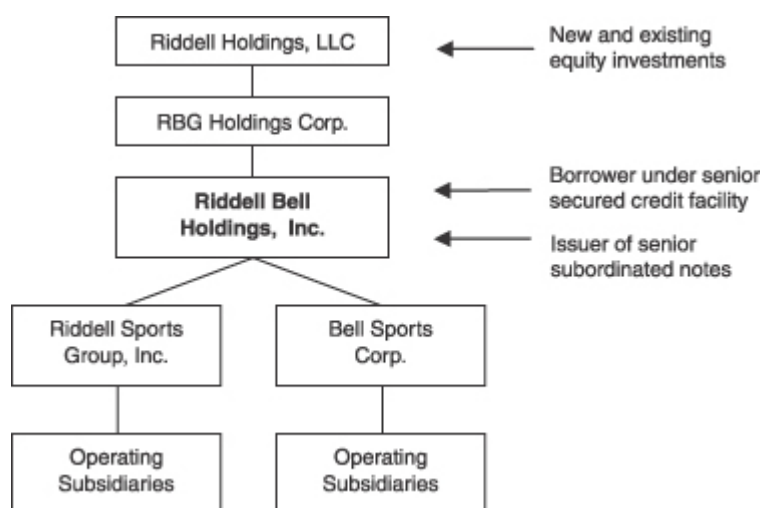 Riddell Holdings, LLC
New and existing
equity investments
RBG Holdings Corp.
Riddell Bell
Holdings, Inc.
Borrower under senior
secured credit facility
Issuer of senior
subordinated notes
Riddell Sports
Group, Inc.
Bell Sports
Corp.
Operating
Subsidiaries
Operating
Subsidiaries